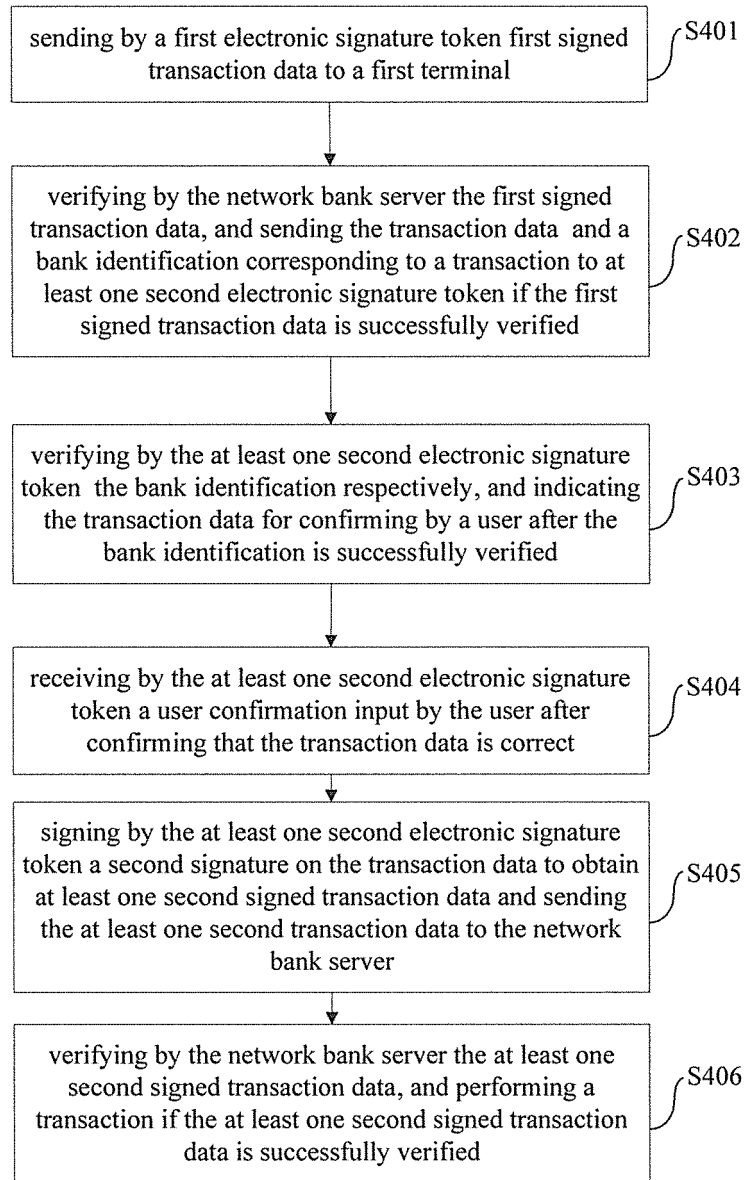 sending by a first electronic signature token first signed
transaction data to a first terminal
S401
verifying by the network bank server the first signed
transaction data, and sending the transaction data and a
bank identification corresponding to a transaction to at
least one second electronic signature token if the first
signed transaction data is successfully verified
S402
verifying by the at least one second electronic signature
token the bank identification respectively, and indicating
the transaction data for confirming by a user after the
bank identification is successfully verified
S403
receiving by the at least one second electronic signature
token a user confirmation input by the user after
confirming that the transaction data is correct
S404
signing by the at least one second electronic signature
token a second signature on the transaction data to obtain
at least one second signed transaction data and sending
the at least one second transaction data to the network
bank server
S405
verifying by the network bank server the at least one
second signed transaction data, and performing a
transaction if the at least one second signed transaction
data is successfully verified
S406